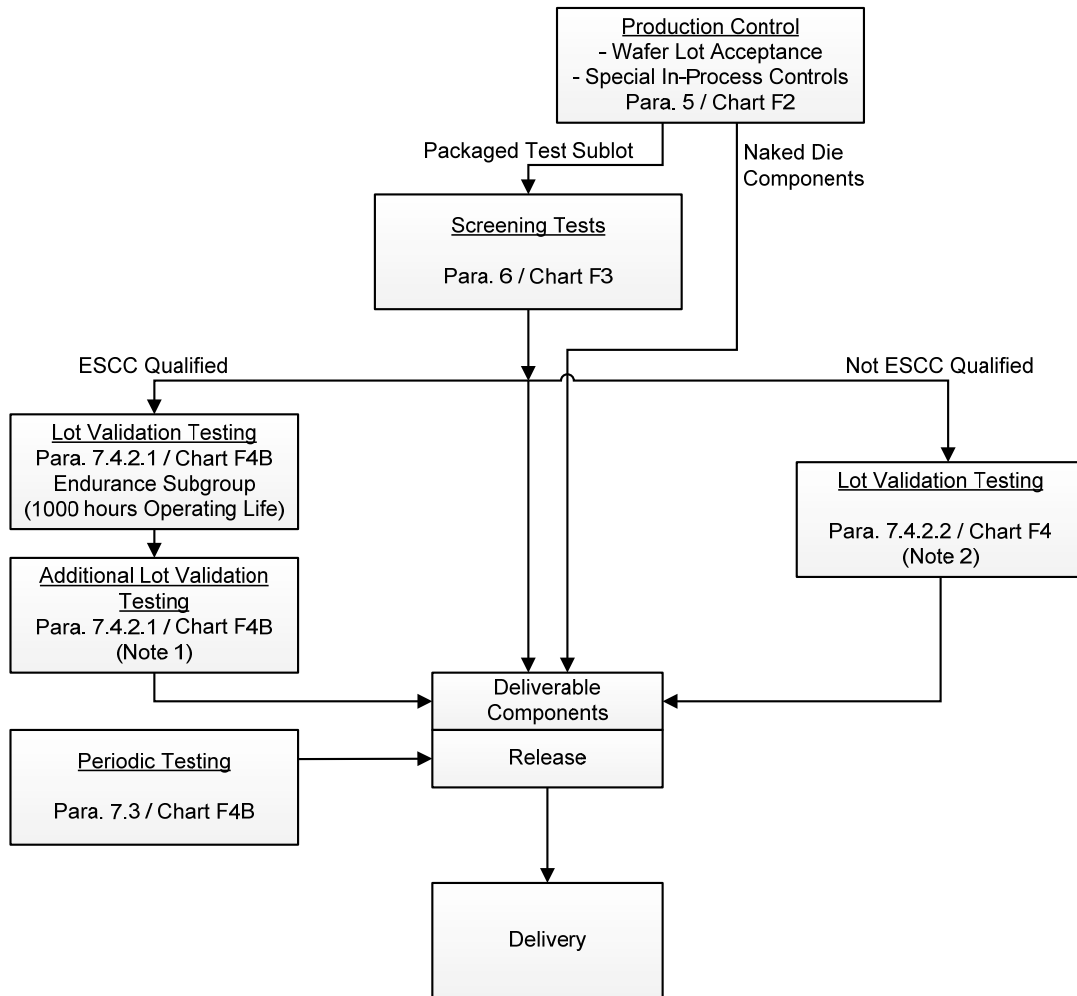 Production Control
- Wafer Lot Acceptance
- Special In-Process Controls
Para. 5 / Chart F2
Packaged Test Sublot
Naked Die
Components
Screening Tests
Para. 6 / Chart F3
ESCC Qualified
Not ESCC Qualified
Lot Validation Testing
Para. 7.4.2.1 / Chart F4B
Endurance Subgroup
(1000 hours Operating Life)
Lot Validation Testing
Para. 7.4.2.2 / Chart F4
(Note 2)
Additional Lot Validation
Testing
Para. 7.4.2.1 / Chart F4B
(Note 1)
Deliverable
Components
Release
Periodic Testing
Para. 7.3 / Chart F4B
Delivery